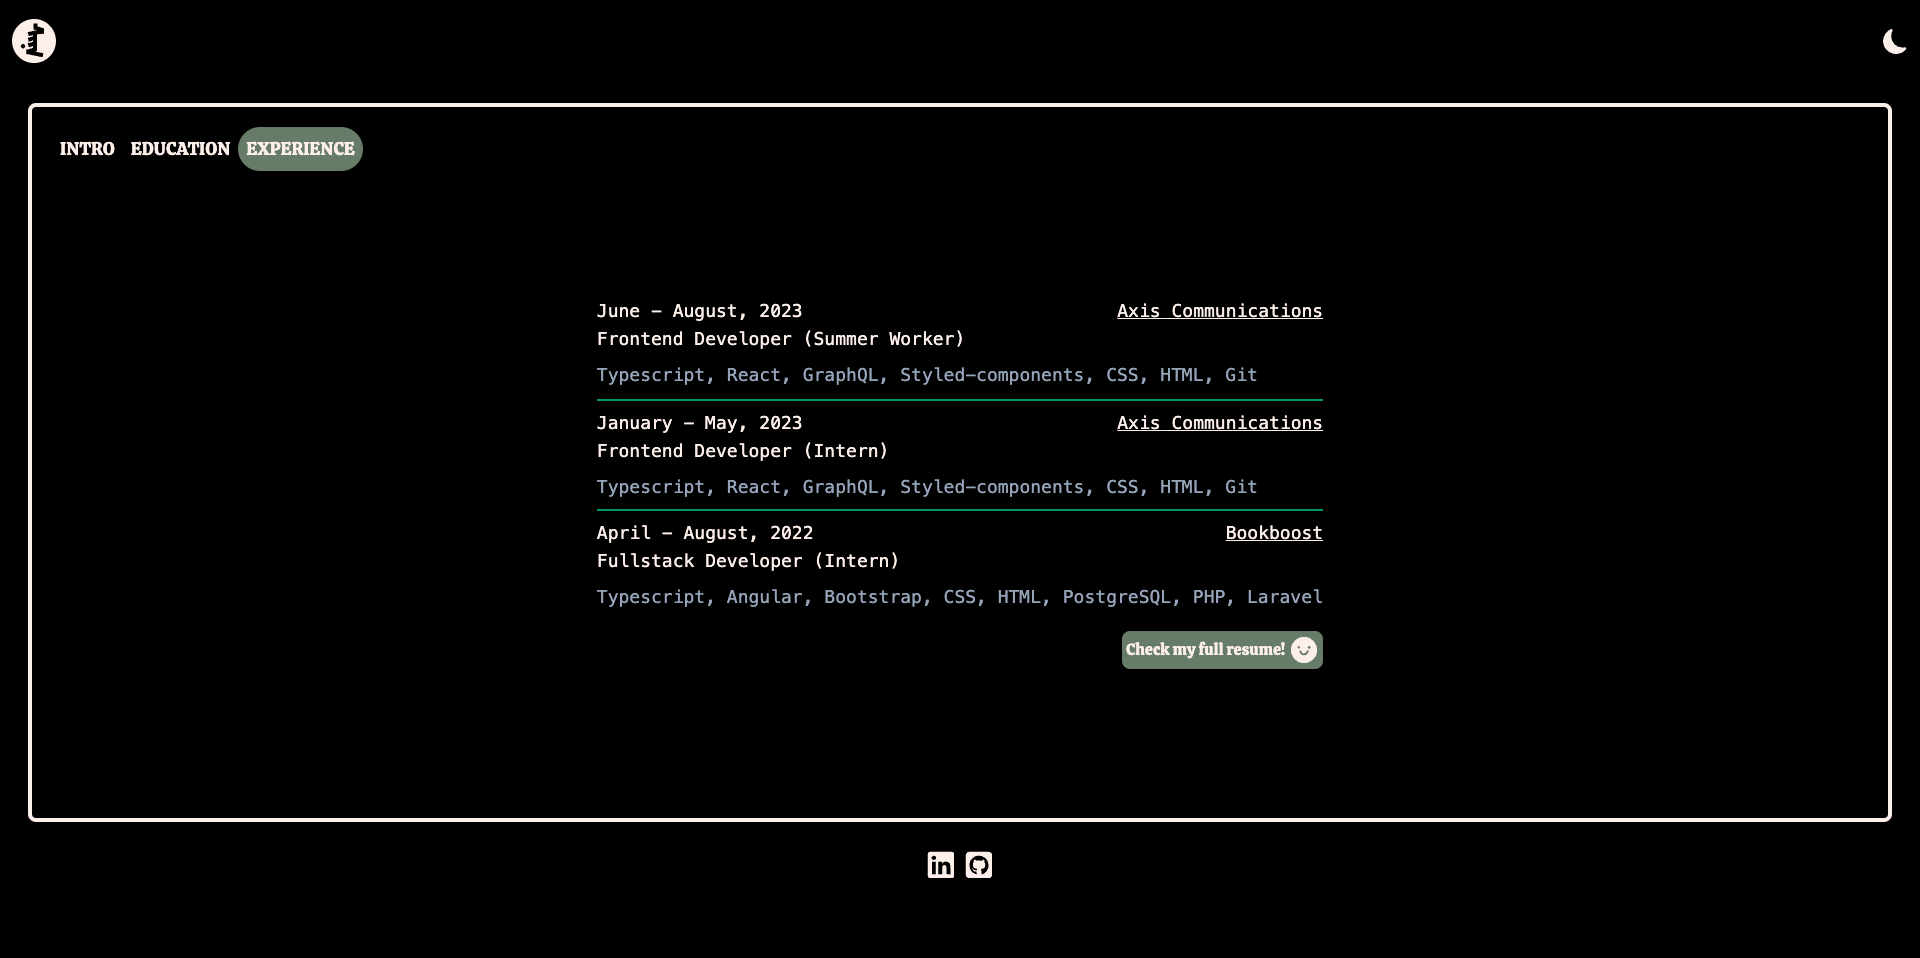 INTRO EDUCATION EXPERIENCE
June – August, 2023 Axis Communications
Frontend Developer (Summer Worker)
Typescript, React, GraphQL, Styled-components, CSS, HTML, Git
January – May, 2023 Axis Communications
Frontend Developer (Intern)
Typescript, React, GraphQL, Styled-components, CSS, HTML, Git
April – August, 2022 Bookboost
Fullstack Developer (Intern)
Typescript, Angular, Bootstrap, CSS, HTML, PostgreSQL, PHP, Laravel
Check my full resume!
in